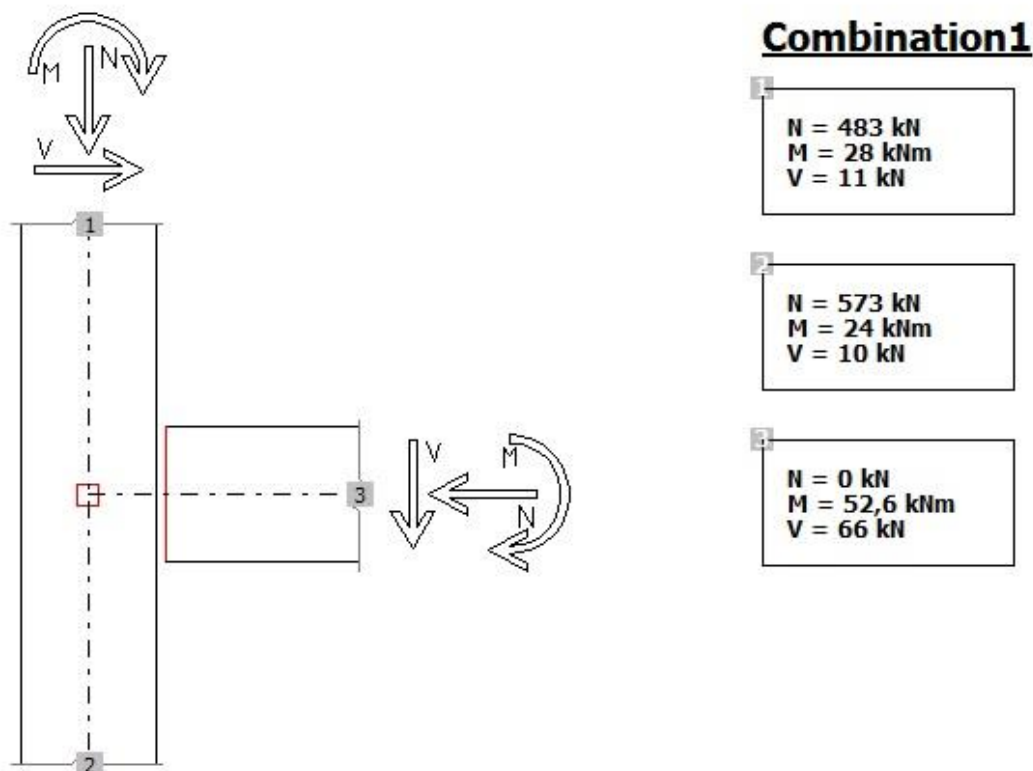 Combination1
M N
V
1
1
N = 483 kN
M = 28 kNm
V = 11 kN
2
N = 573 kN
M = 24 kNm
V = 10 kN
V M
3
N
3
N = 0 kN
M = 52,6 kNm
V = 66 kN
2